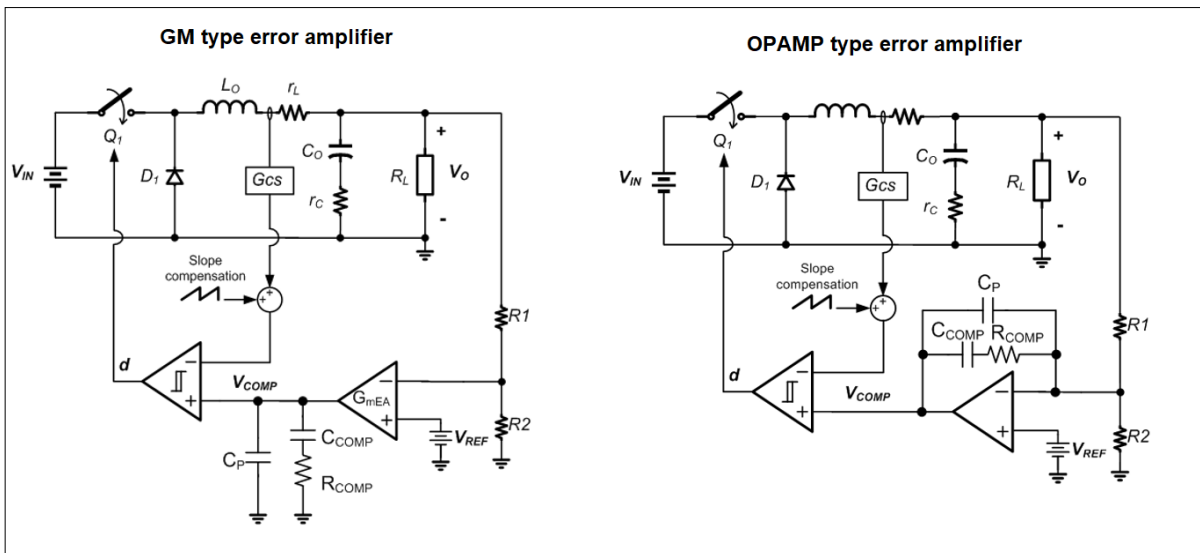 GM type error amplifier
LO
rL
Q1
VIN
D1
Gcs
CO
rC
RL
+
VO
-
Slope
compensation
+
+
R1
d
-
+
VCOMP
GmEA
-
+
VREF
R2
CCOMP
CP
RCOMP
OPAMP type error amplifier
Q1
VIN
D1
Gcs
CO
rC
RL
+
VO
-
Slope
compensation
+
+
CP
CCOMP
RCOMP
R1
d
-
+
VCOMP
-
+
VREF
R2